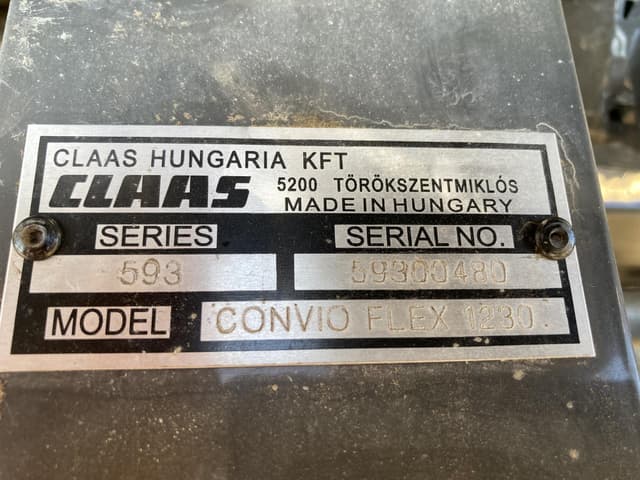 CLAAS HUNGARIA KFT
CLAAS 5200 TÖRÖKSZENTMIKLÓS
MADE IN HUNGARY
SERIES SERIAL NO.
593 59300480
MODEL CONVIO FLEX 1230.